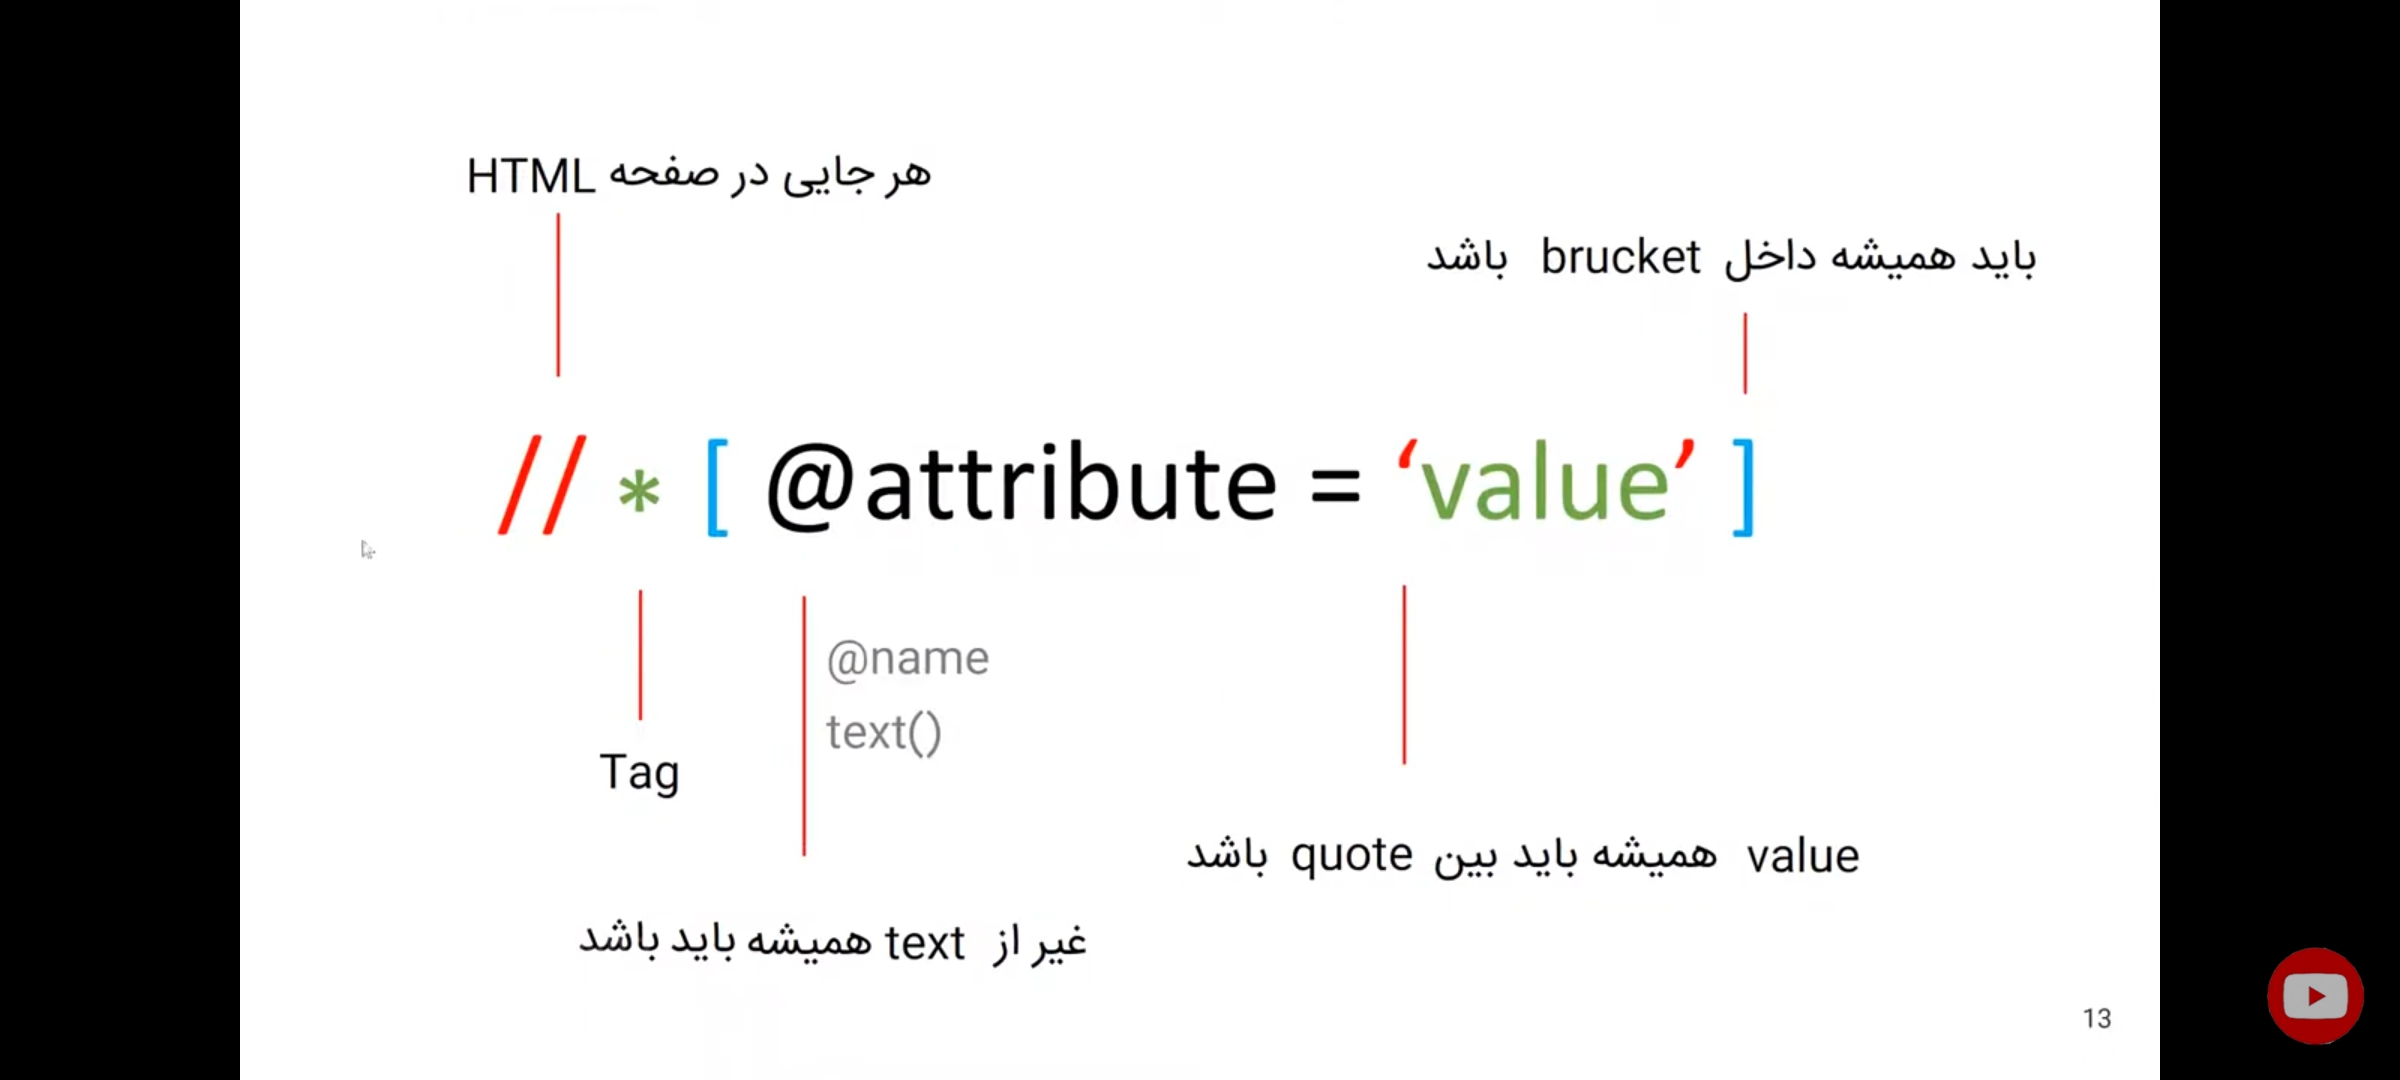 هر جایی در صفحه HTML
باید همیشه داخل brucket باشد
// * [ @attribute = ‘value’ ]
@name
text()
Tag
value همیشه باید بین quote باشد
غیر از text همیشه باید باشد
13